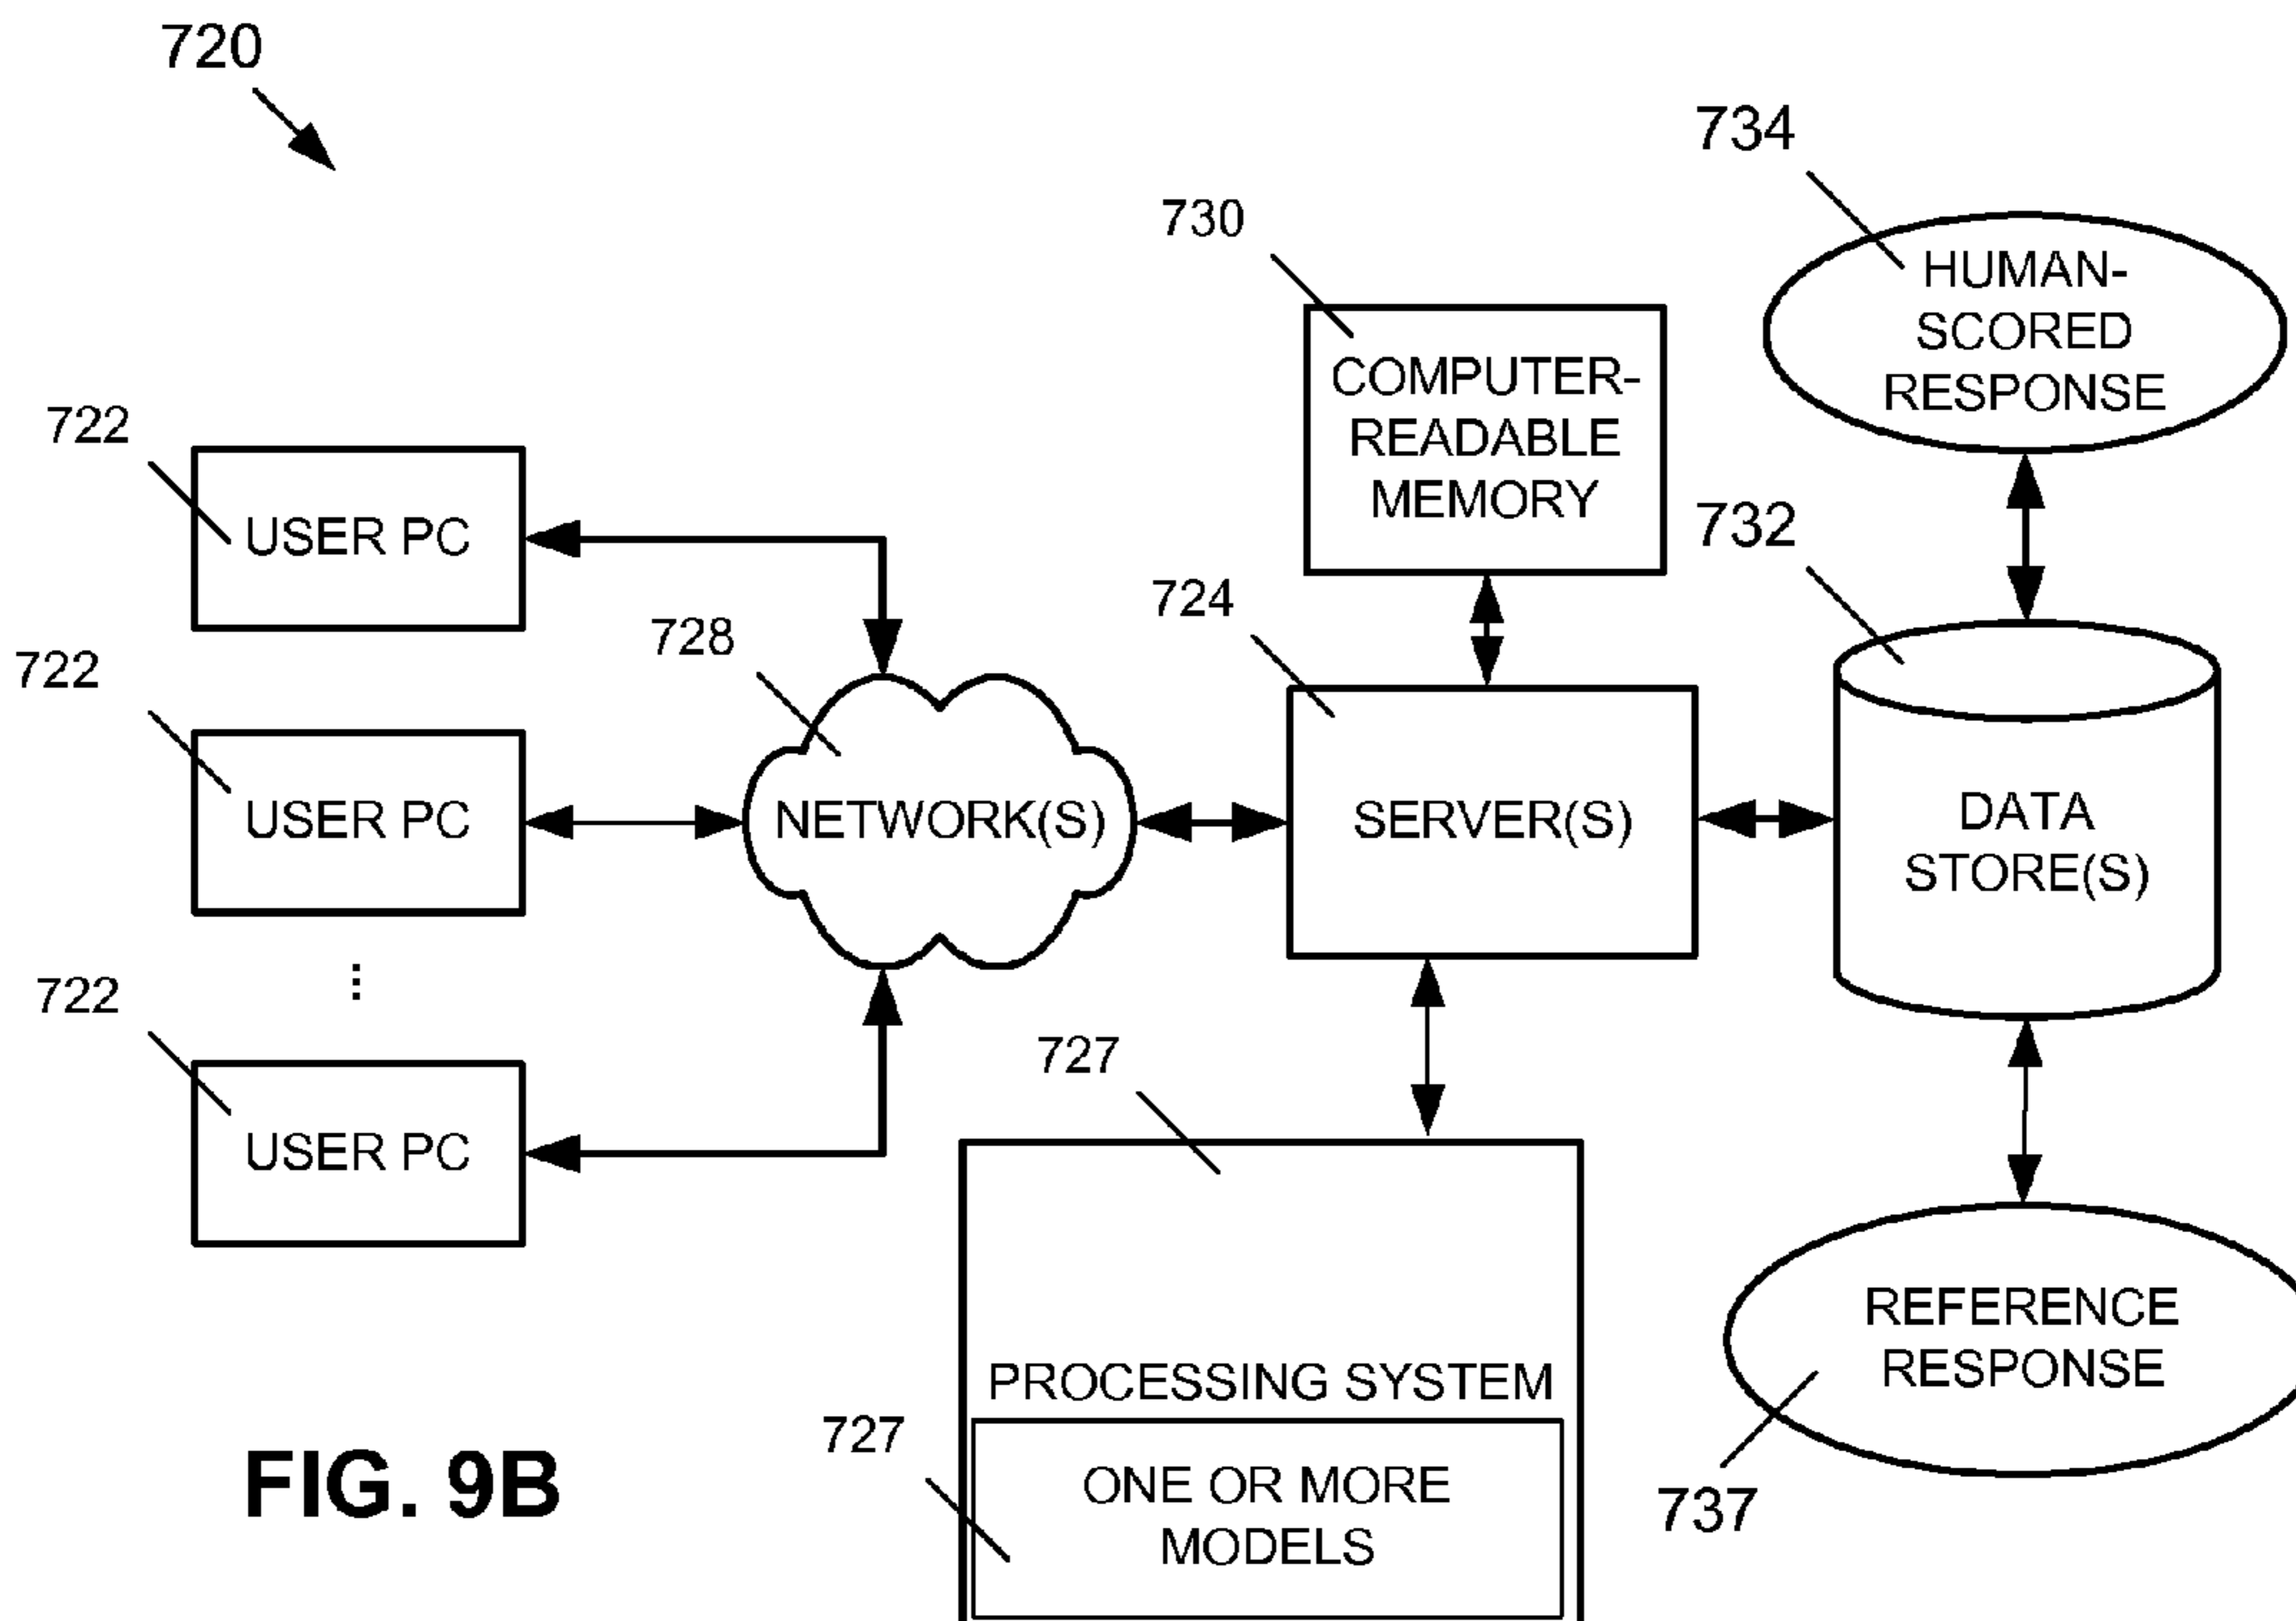 720
734
730
HUMAN-
SCORED
RESPONSE
COMPUTER-
READABLE
MEMORY
722
USER PC
732
724
728
722
USER PC
NETWORK(S)
SERVER(S)
DATA
STORE(S)
...
722
727
USER PC
REFERENCE
RESPONSE
PROCESSING SYSTEM
727
ONE OR MORE
MODELS
737
FIG. 9B